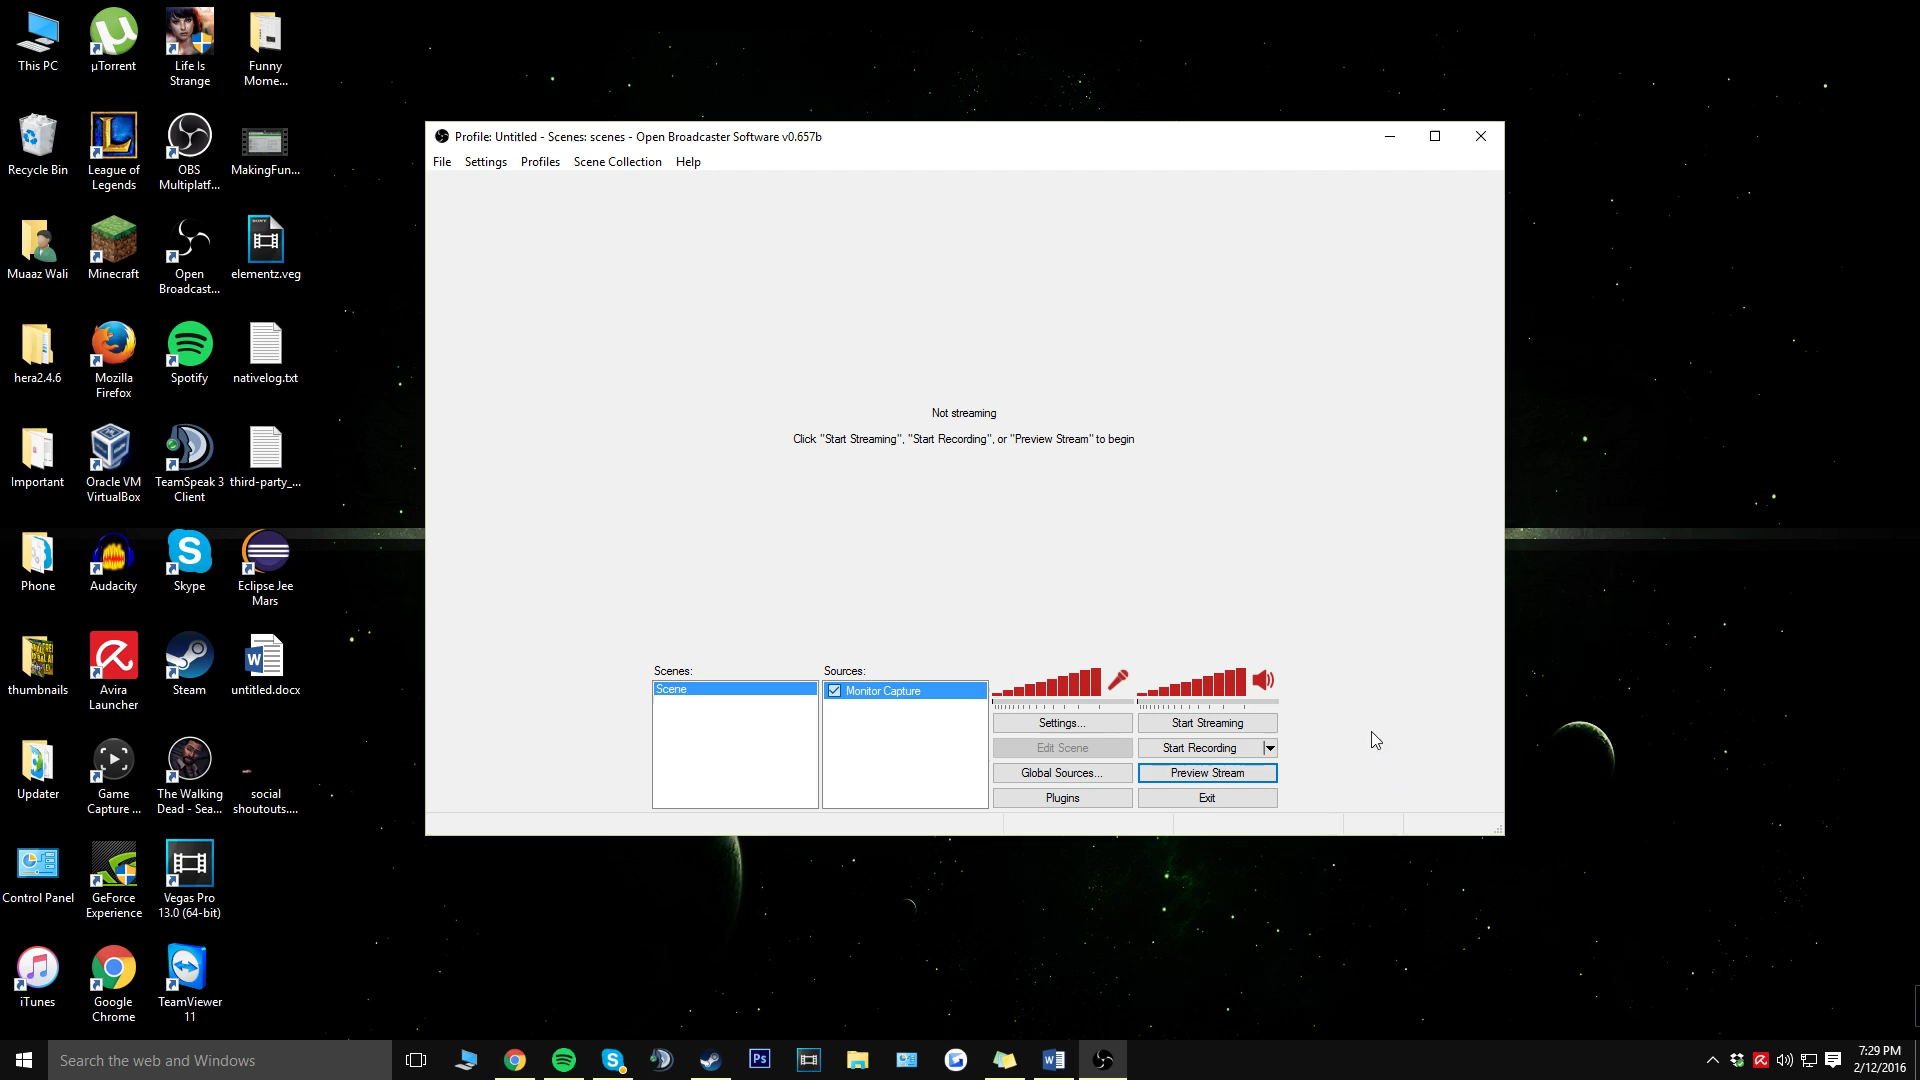 This PC
µTorrent
Life Is
Strange
Funny
Mome...
Recycle Bin
League of
Legends
OBS
Multiplatf...
MakingFun...
Muaaz Wali
Minecraft
Open
Broadcast...
elementz.veg
hera2.4.6
Mozilla
Firefox
Spotify
nativelog.txt
Important
Oracle VM
VirtualBox
TeamSpeak 3
Client
third-party_...
Phone
Audacity
Skype
Eclipse Jee
Mars
thumbnails
Avira
Launcher
Steam
untitled.docx
Updater
Game
Capture ...
The Walking
Dead - Sea...
social
shoutouts....
Control Panel
GeForce
Experience
Vegas Pro
13.0 (64-bit)
iTunes
Google
Chrome
TeamViewer
11
Profile: Untitled - Scenes: scenes - Open Broadcaster Software v0.657b
File Settings Profiles Scene Collection Help
Not streaming
Click "Start Streaming", "Start Recording", or "Preview Stream" to begin
Scenes:
Scene
Sources:
Monitor Capture
Settings...
Start Streaming
Edit Scene
Start Recording
Global Sources...
Preview Stream
Plugins
Exit
Search the web and Windows
Ps
7:29 PM
2/12/2016